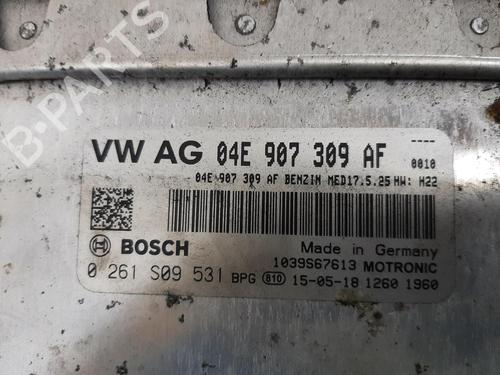 B-PARTS
VW AG 04E 907 309 AF ----
0010
04E 907 309 AF BENZIN MED17.5.25 HW: H22
BOSCH
Made in Germany
1039S67613 MOTRONIC
0 261 S09 531 BPG 810 15-05-18 1260 1960